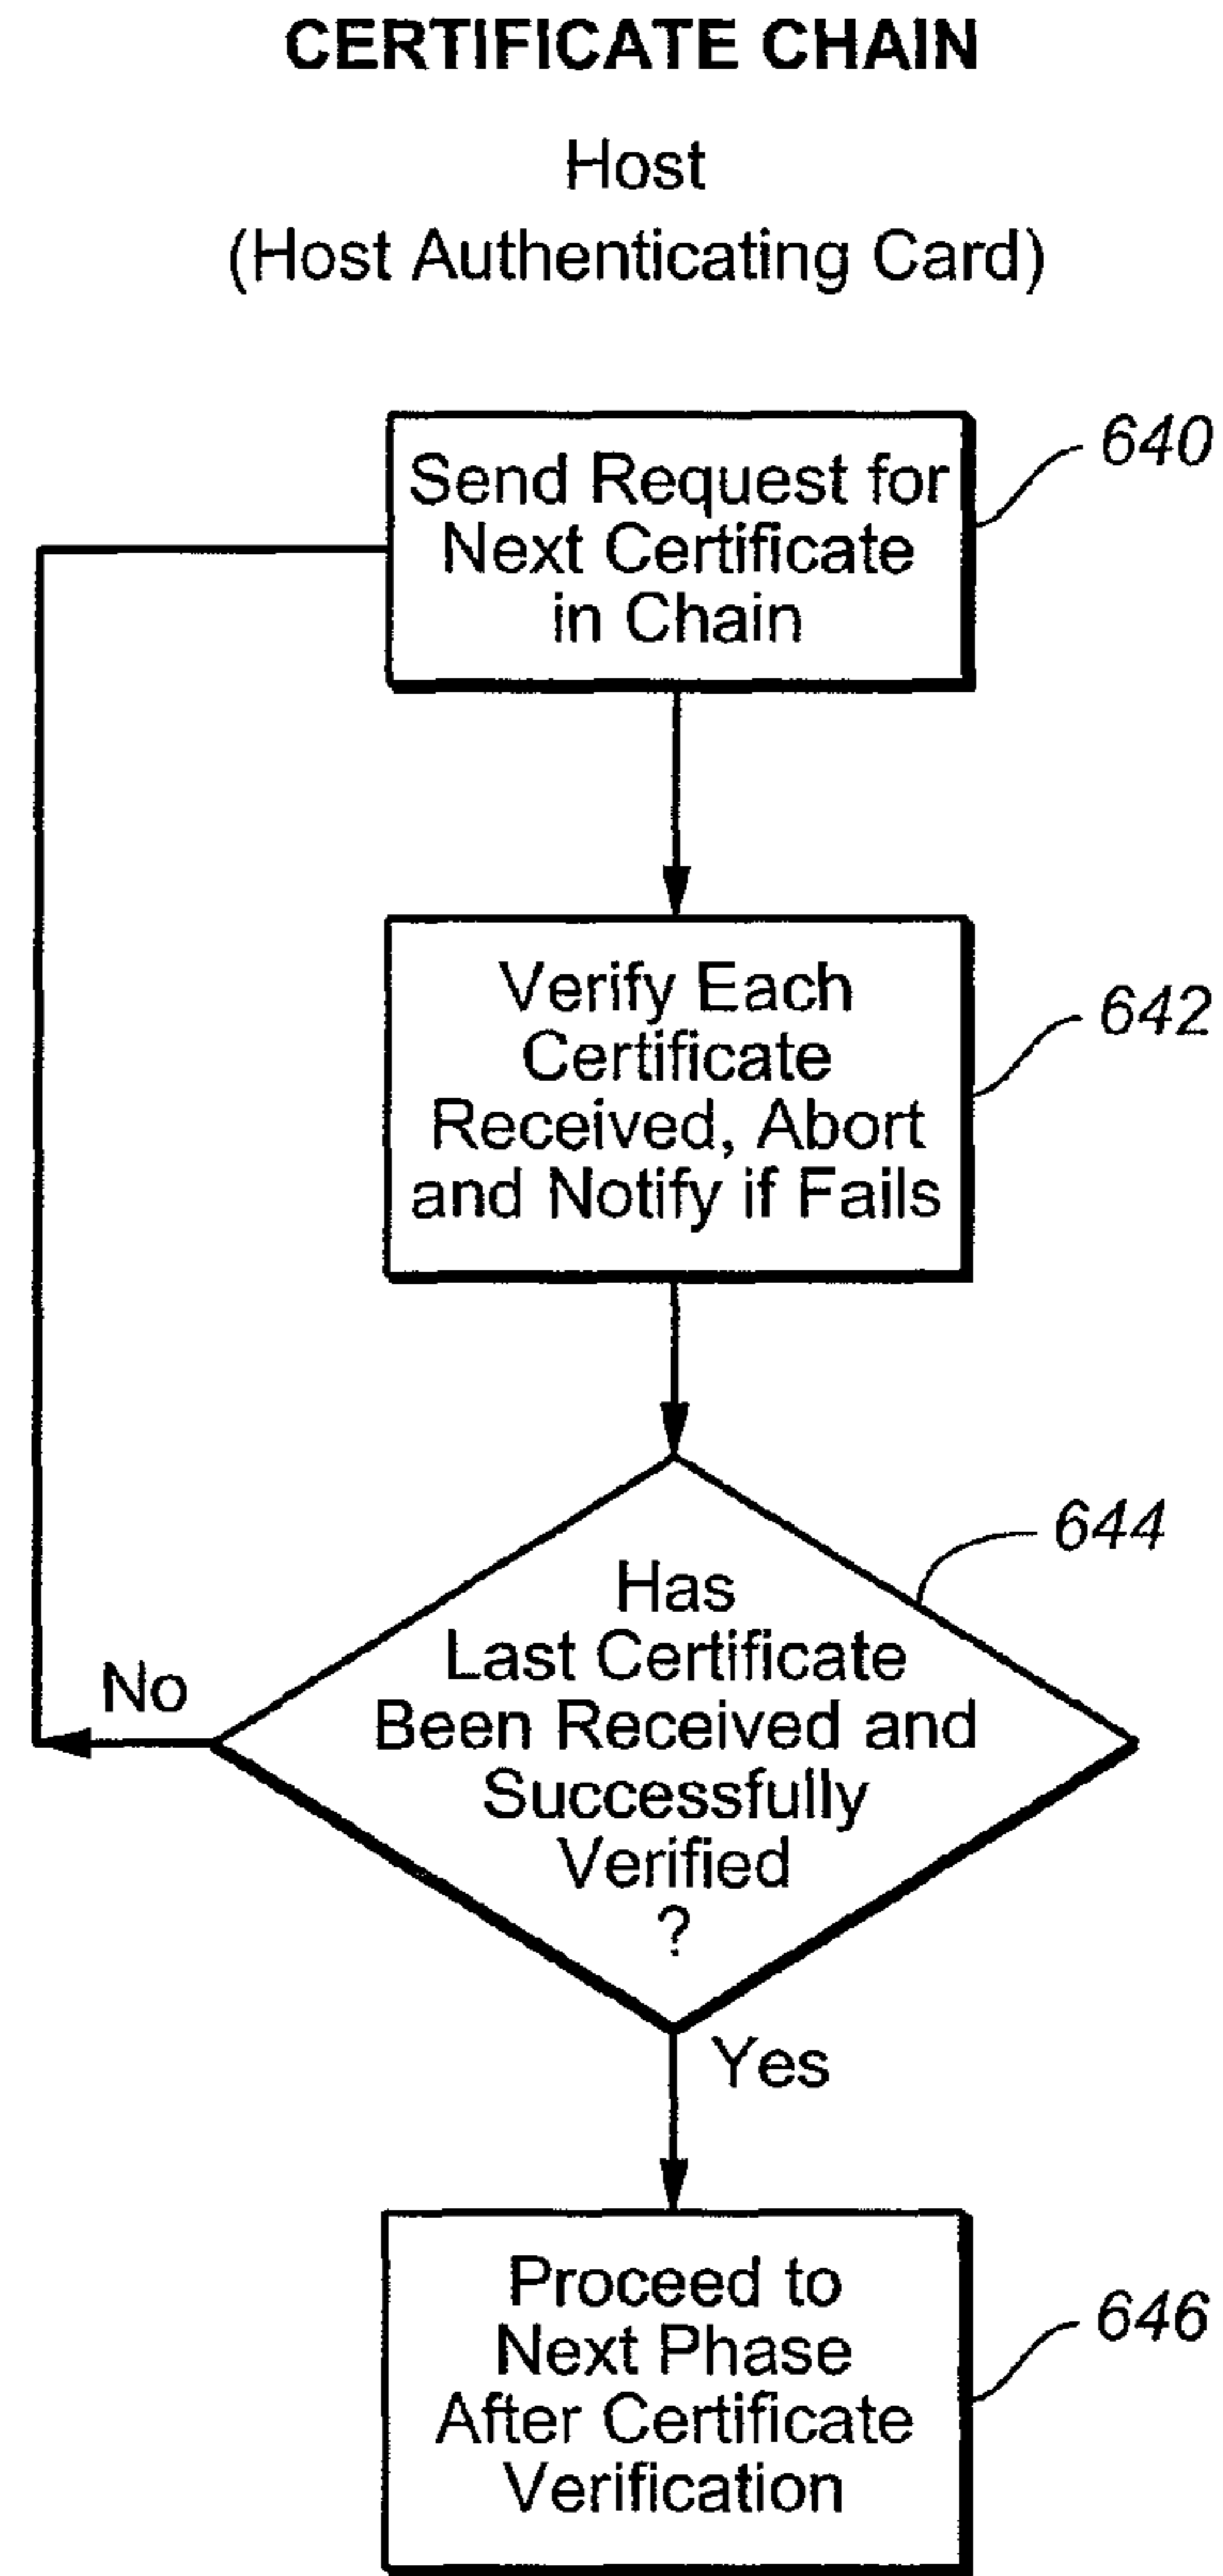 CERTIFICATE CHAIN
Host
(Host Authenticating Card)
640
Send Request for
Next Certificate
in Chain
642
Verify Each
Certificate
Received, Abort
and Notify if Fails
644
Has
Last Certificate
Been Received and
Successfully
Verified
?
No
Yes
646
Proceed to
Next Phase
After Certificate
Verification